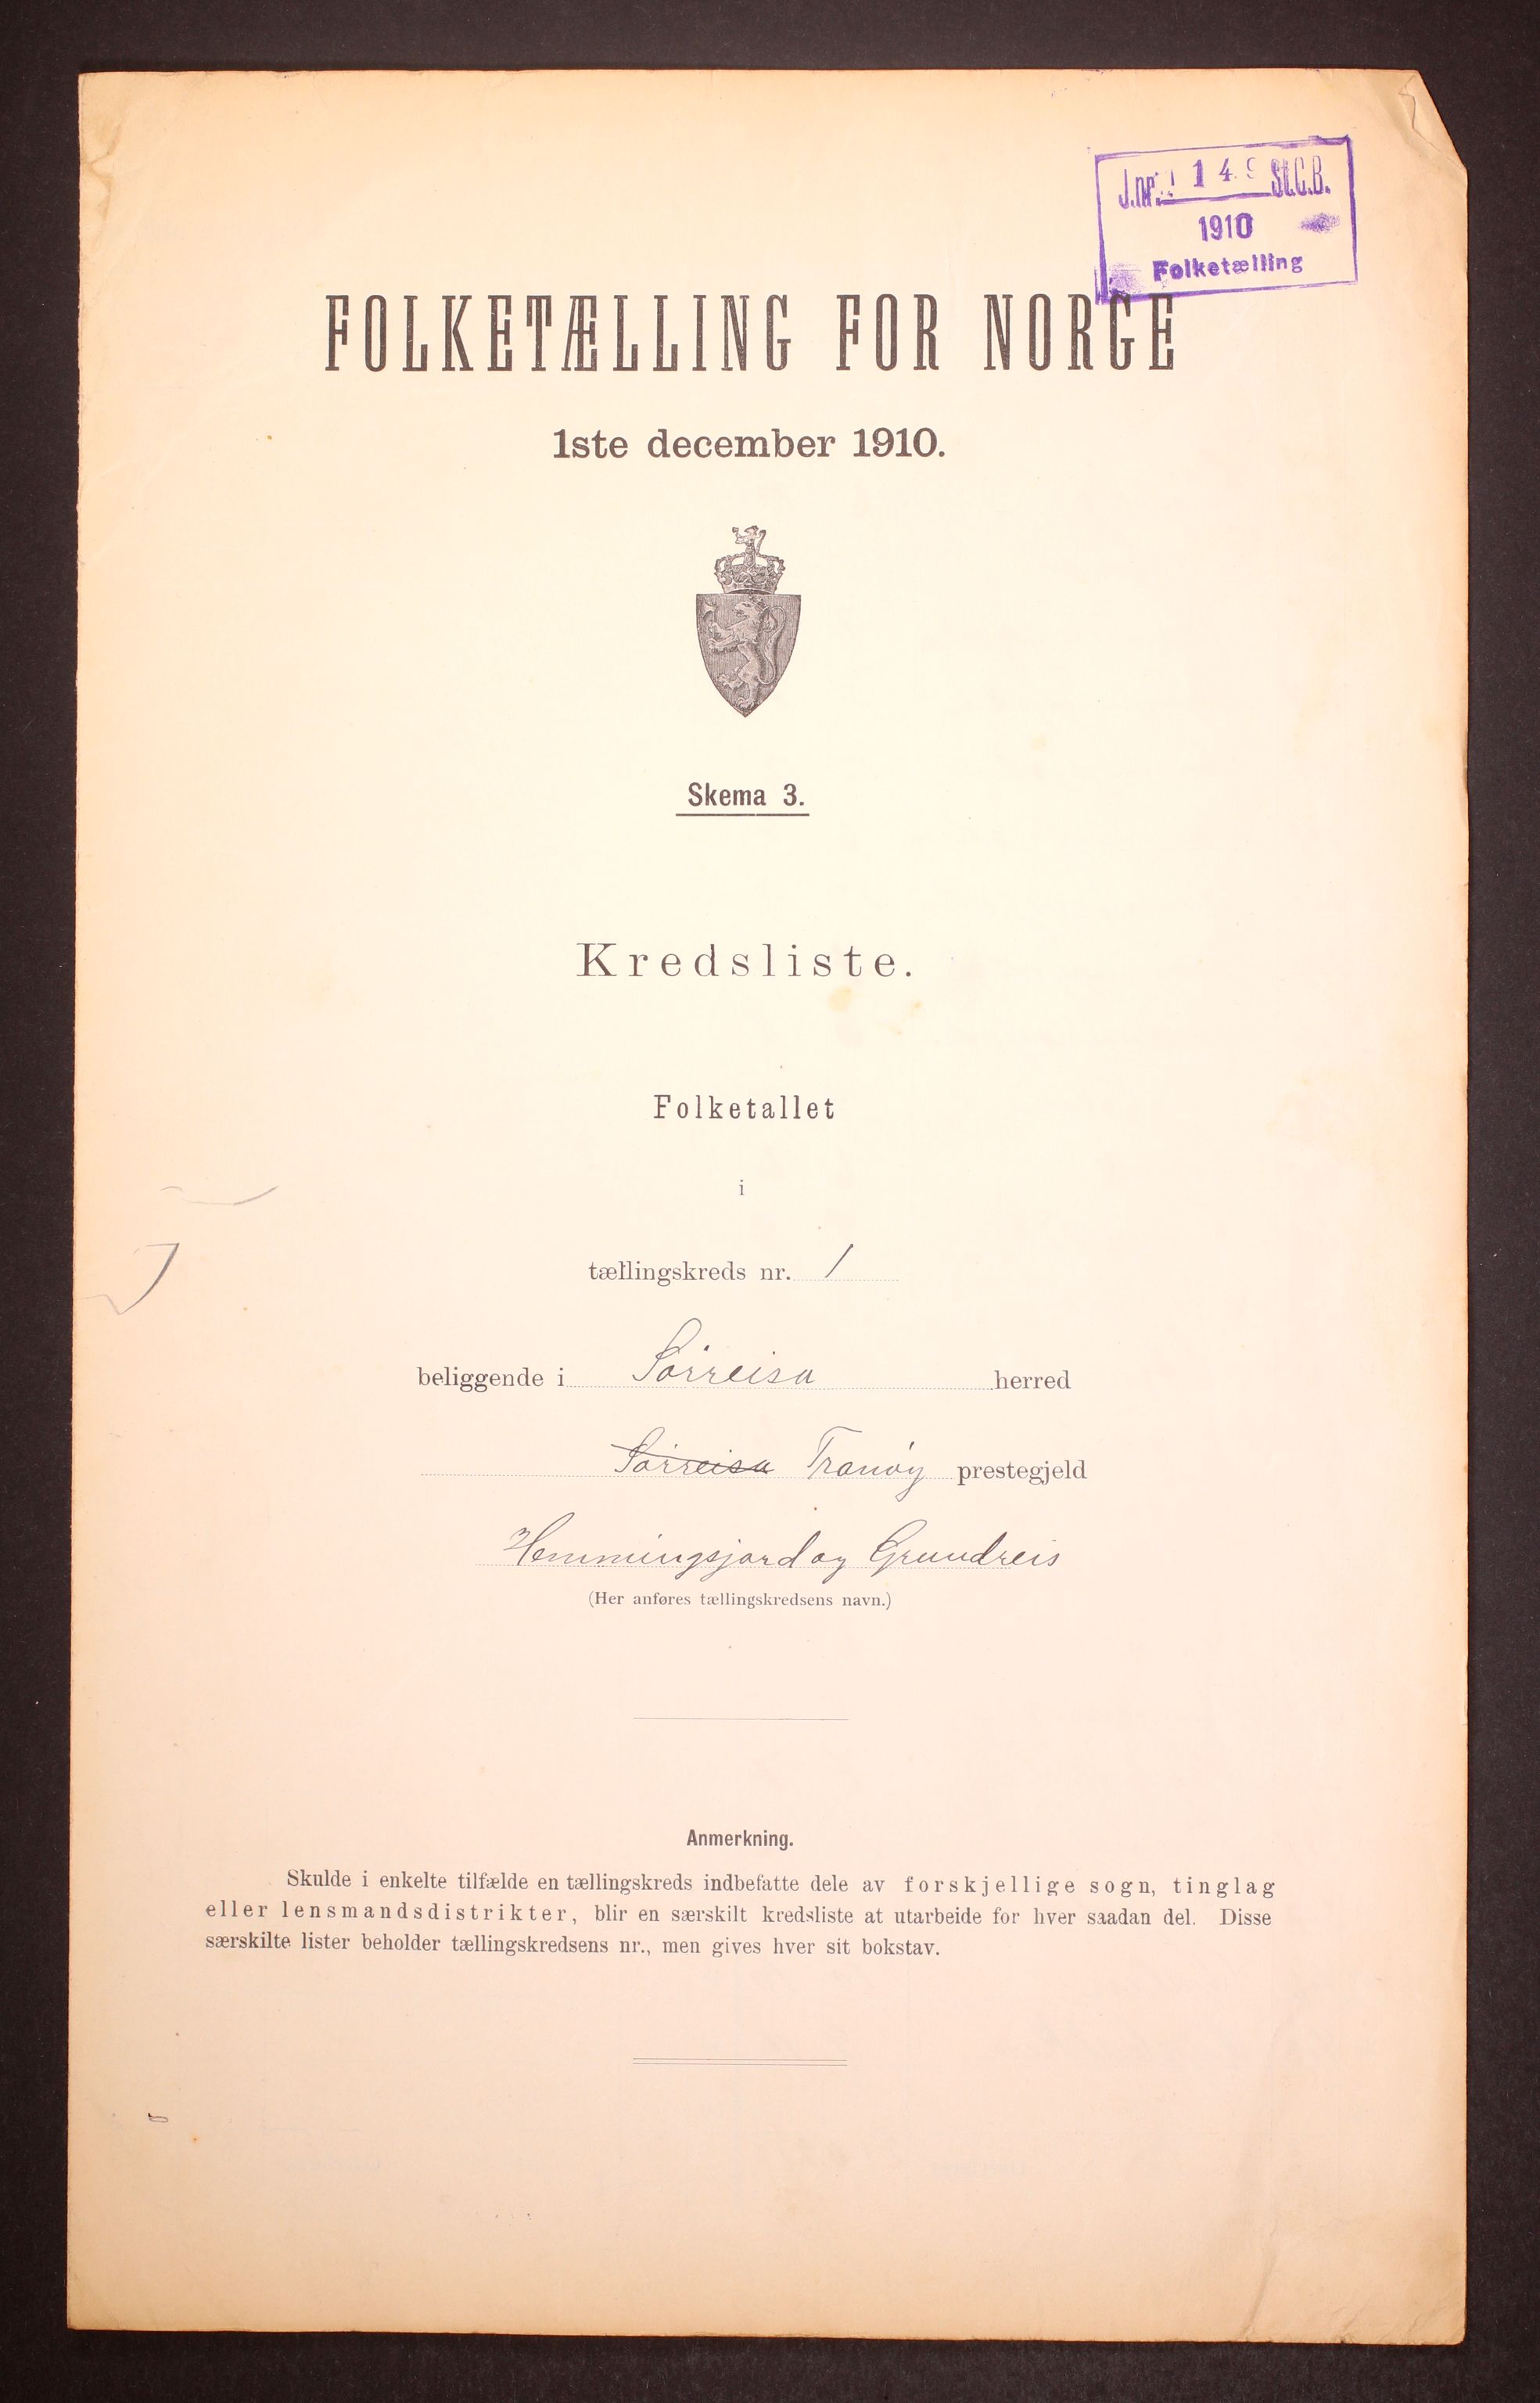 J.nr. 149 St.C.B.
1910
Folketælling
FOLKETÆLLING FOR NORGE
1ste december 1910.
Skema 3.
Kredsliste.
Folketallet
i
tællingskreds nr. 1
beliggende i Sørreisa herred
Sørreisa Tranøy prestegjeld
Hemmingsjord og Grundreis
(Her anføres tællingskredsens navn.)
Anmerkning.
Skulde i enkelte tilfælde en tællingskreds indbefatte dele av forskjellige sogn, tinglag
eller lensmandsdistrikter, blir en særskilt kredsliste at utarbeide for hver saadan del. Disse
særskilte lister beholder tællingskredsens nr., men gives hver sit bokstav.